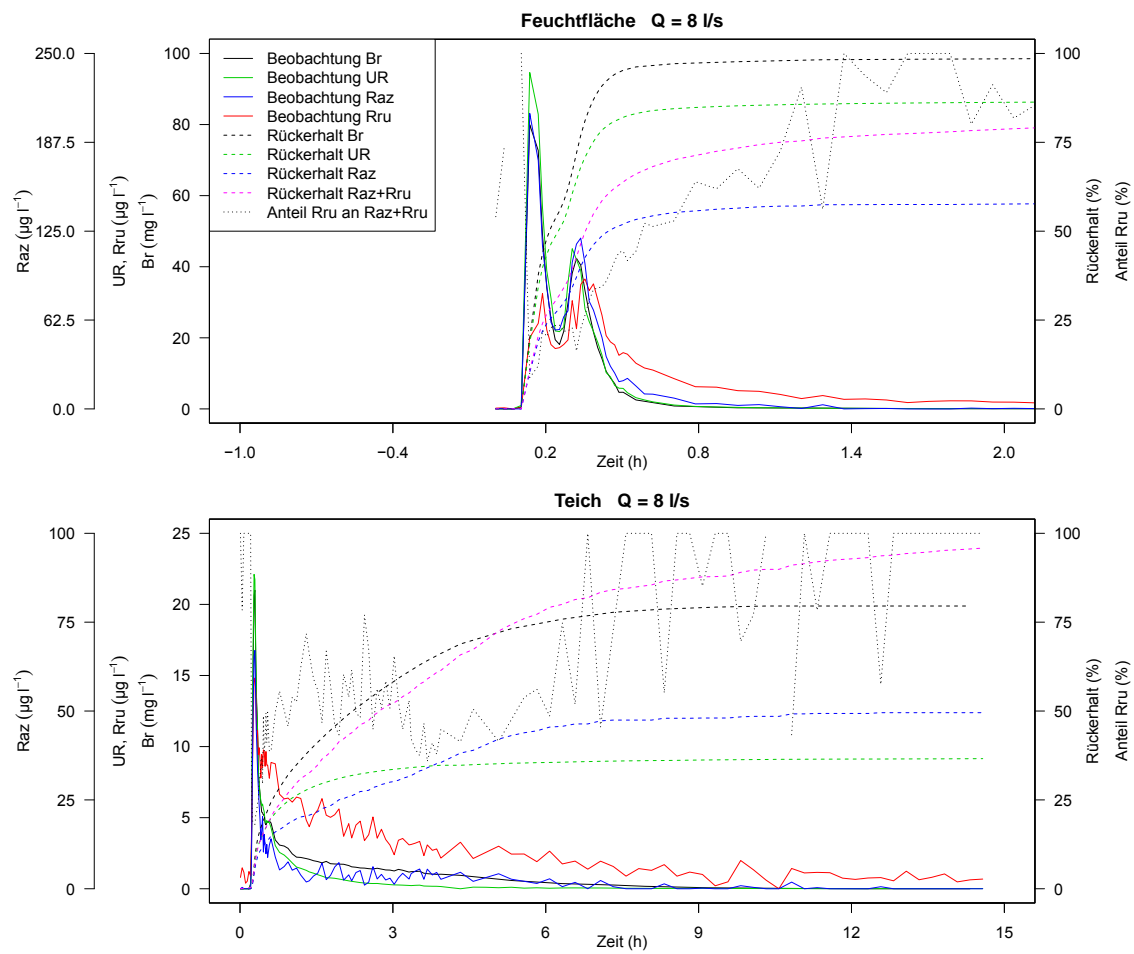 Feuchtfläche Q = 8 l/s
250.0
187.5
125.0
62.5
0.0
Raz (µg l⁻¹)
100
80
60
40
20
0
UR, Rru (µg l⁻¹)
Br (mg l⁻¹)
Beobachtung Br
Beobachtung UR
Beobachtung Raz
Beobachtung Rru
Rückerhalt Br
Rückerhalt UR
Rückerhalt Raz
Rückerhalt Raz+Rru
Anteil Rru an Raz+Rru
100
75
50
25
0
Rückerhalt (%)
Anteil Rru (%)
−1.0 −0.4 0.2 0.8 1.4 2.0
Zeit (h)
Teich Q = 8 l/s
100
75
50
25
0
Raz (µg l⁻¹)
25
20
15
10
5
0
UR, Rru (µg l⁻¹)
Br (mg l⁻¹)
100
75
50
25
0
Rückerhalt (%)
Anteil Rru (%)
0 3 6 9 12 15
Zeit (h)